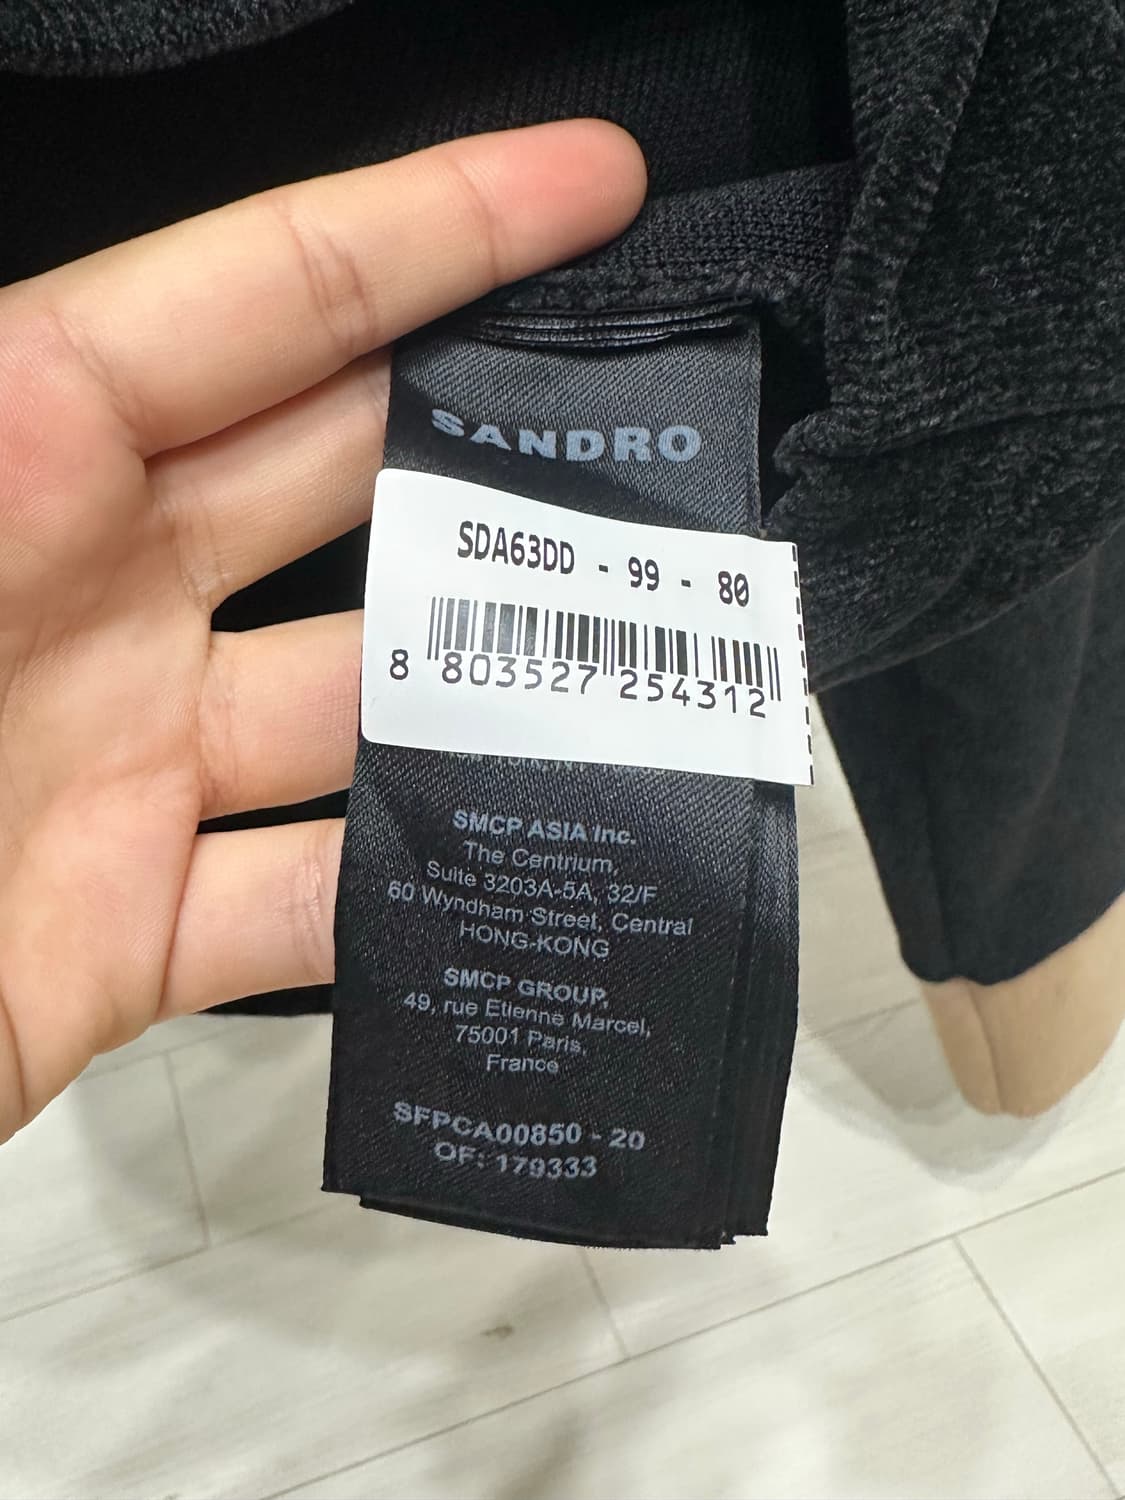 SANDRO
SDA63DD - 99 - 80
8 803527 254312
SMCP ASIA Inc.
The Centrium,
Suite 3203A-5A, 32/F
60 Wyndham Street, Central
HONG-KONG
SMCP GROUP,
49, rue Etienne Marcel,
75001 Paris,
France
SFPCA00850 - 20
OF: 179333